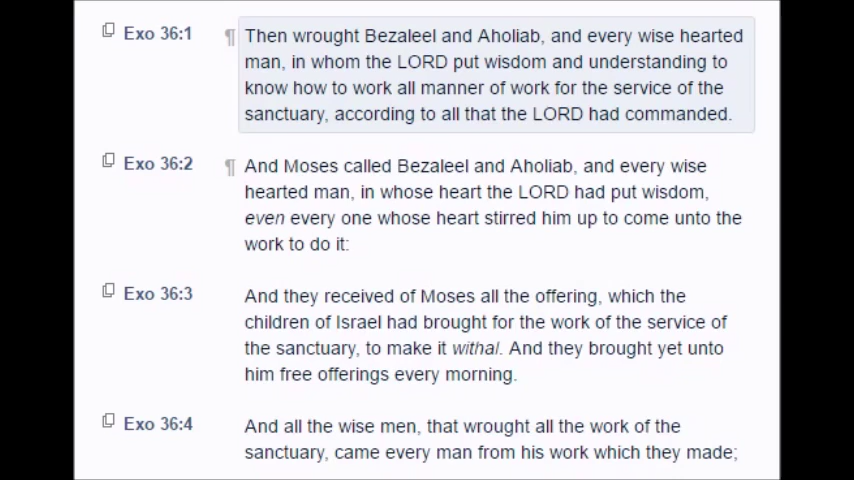 Exo 36:1 ¶ Then wrought Bezaleel and Aholiab, and every wise hearted
man, in whom the LORD put wisdom and understanding to
know how to work all manner of work for the service of the
sanctuary, according to all that the LORD had commanded.
Exo 36:2 ¶ And Moses called Bezaleel and Aholiab, and every wise
hearted man, in whose heart the LORD had put wisdom,
even every one whose heart stirred him up to come unto the
work to do it:
Exo 36:3 And they received of Moses all the offering, which the
children of Israel had brought for the work of the service of
the sanctuary, to make it withal. And they brought yet unto
him free offerings every morning.
Exo 36:4 And all the wise men, that wrought all the work of the
sanctuary, came every man from his work which they made;